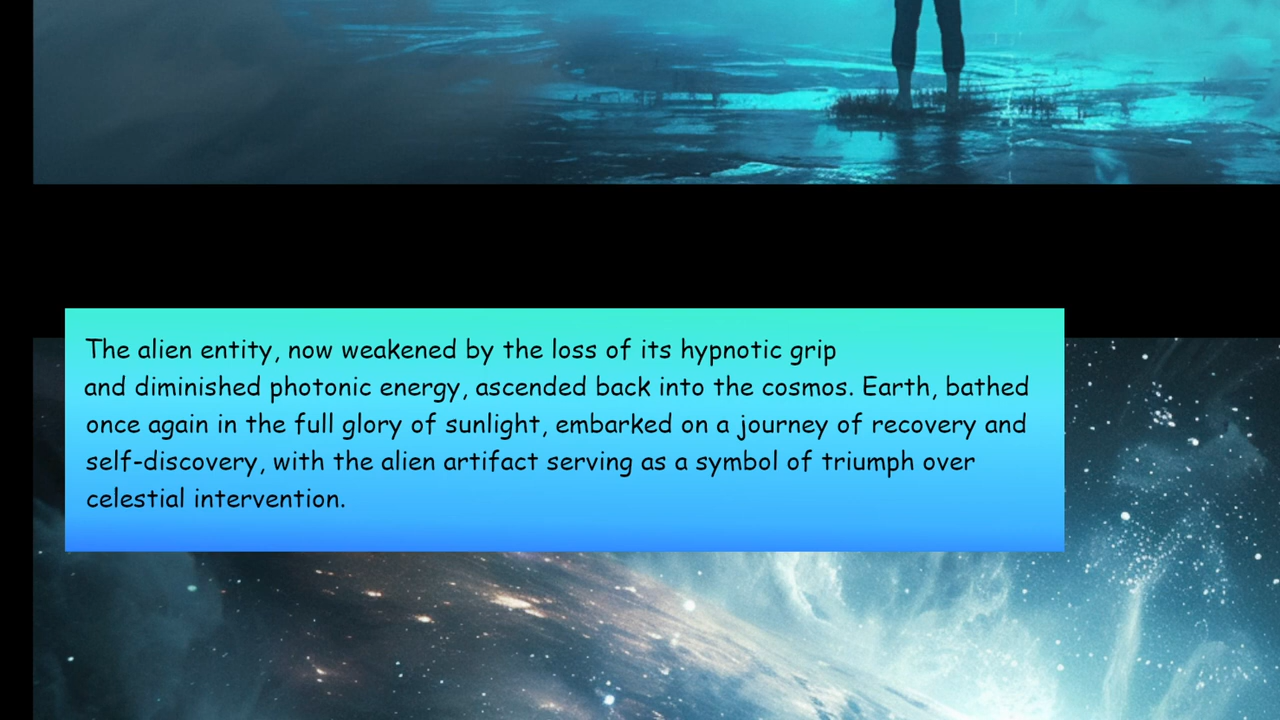 The alien entity, now weakened by the loss of its hypnotic grip
and diminished photonic energy, ascended back into the cosmos. Earth, bathed
once again in the full glory of sunlight, embarked on a journey of recovery and
self-discovery, with the alien artifact serving as a symbol of triumph over
celestial intervention.